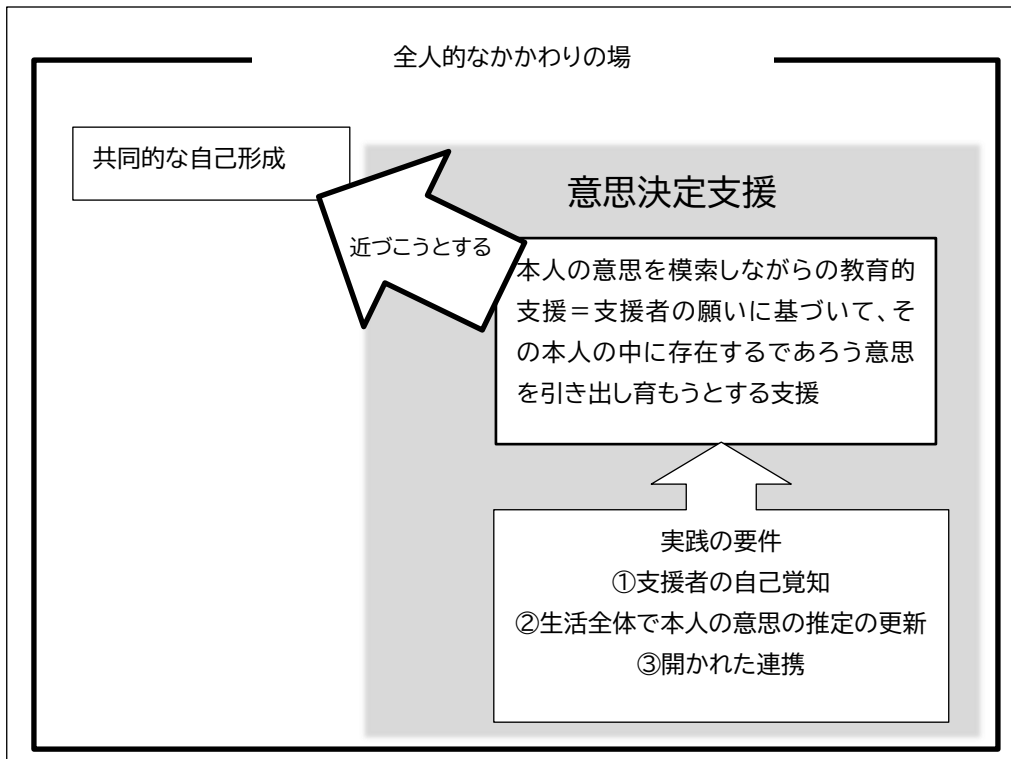 全人的なかかわりの場
共同的な自己形成
意思決定支援
近づこうとする
本人の意思を模索しながらの教育的
支援＝支援者の願いに基づいて、そ
の本人の中に存在するであろう意思
を引き出し育もうとする支援
実践の要件
①支援者の自己覚知
②生活全体で本人の意思の推定の更新
③開かれた連携